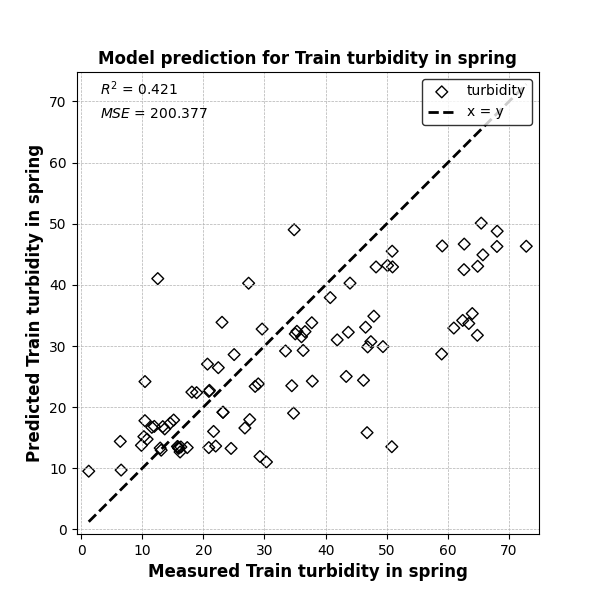 Model prediction for Train turbidity in spring
R² = 0.421
MSE = 200.377
turbidity
x = y
Predicted Train turbidity in spring
70
60
50
40
30
20
10
0
0 10 20 30 40 50 60 70
Measured Train turbidity in spring